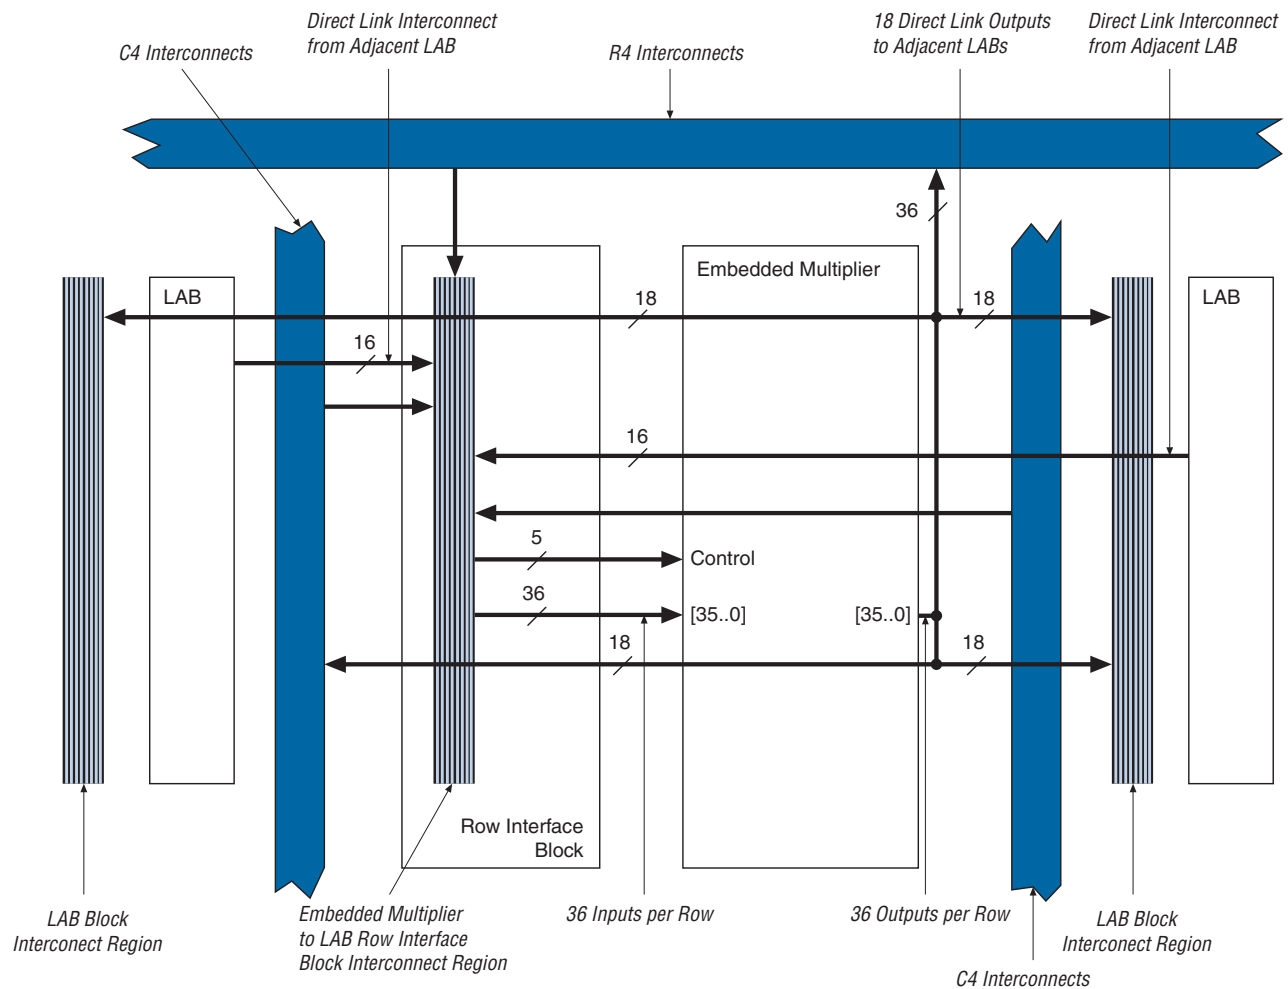 Direct Link Interconnect
from Adjacent LAB
18 Direct Link Outputs
to Adjacent LABs
Direct Link Interconnect
from Adjacent LAB
C4 Interconnects
R4 Interconnects
36
Embedded Multiplier
LAB
18
18
LAB
16
16
5
Control
36
[35..0]
[35..0]
18
18
Row Interface
Block
LAB Block
Interconect Region
Embedded Multiplier
to LAB Row Interface
Block Interconnect Region
36 Inputs per Row
36 Outputs per Row
LAB Block
Interconect Region
C4 Interconnects